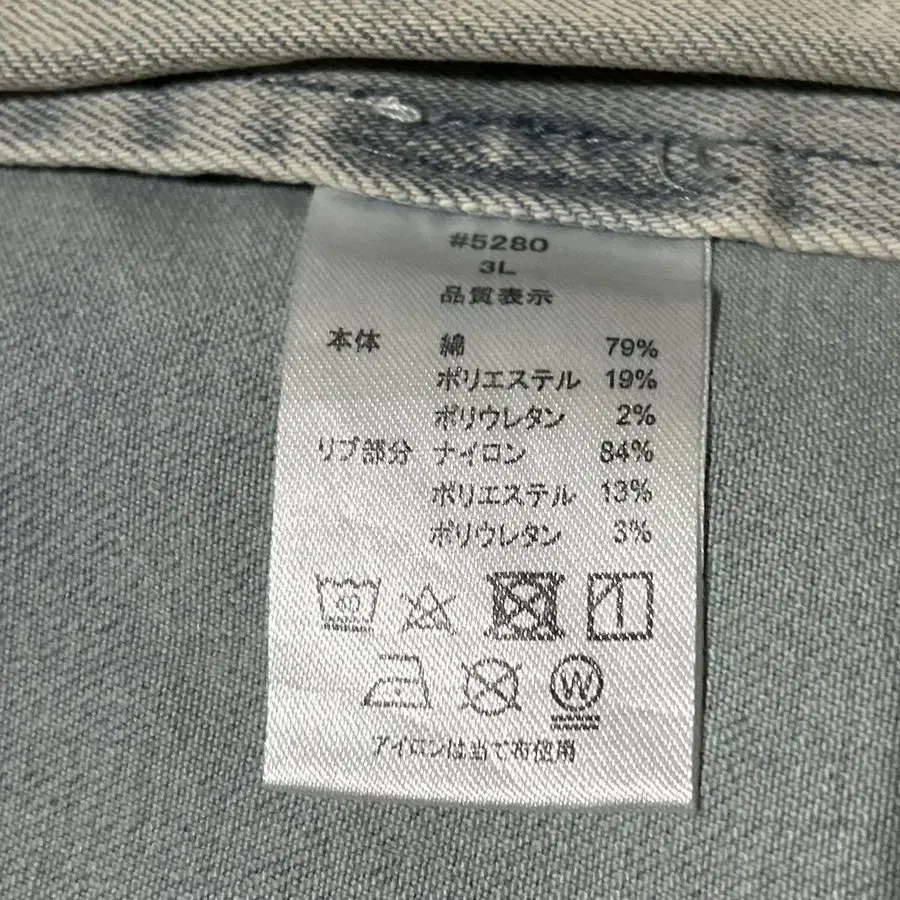 #5280
3L
品質表示
本体 綿 79%
ポリエステル 19%
ポリウレタン 2%
リブ部分 ナイロン 84%
ポリエステル 13%
ポリウレタン 3%
W
アイロンは当て布使用